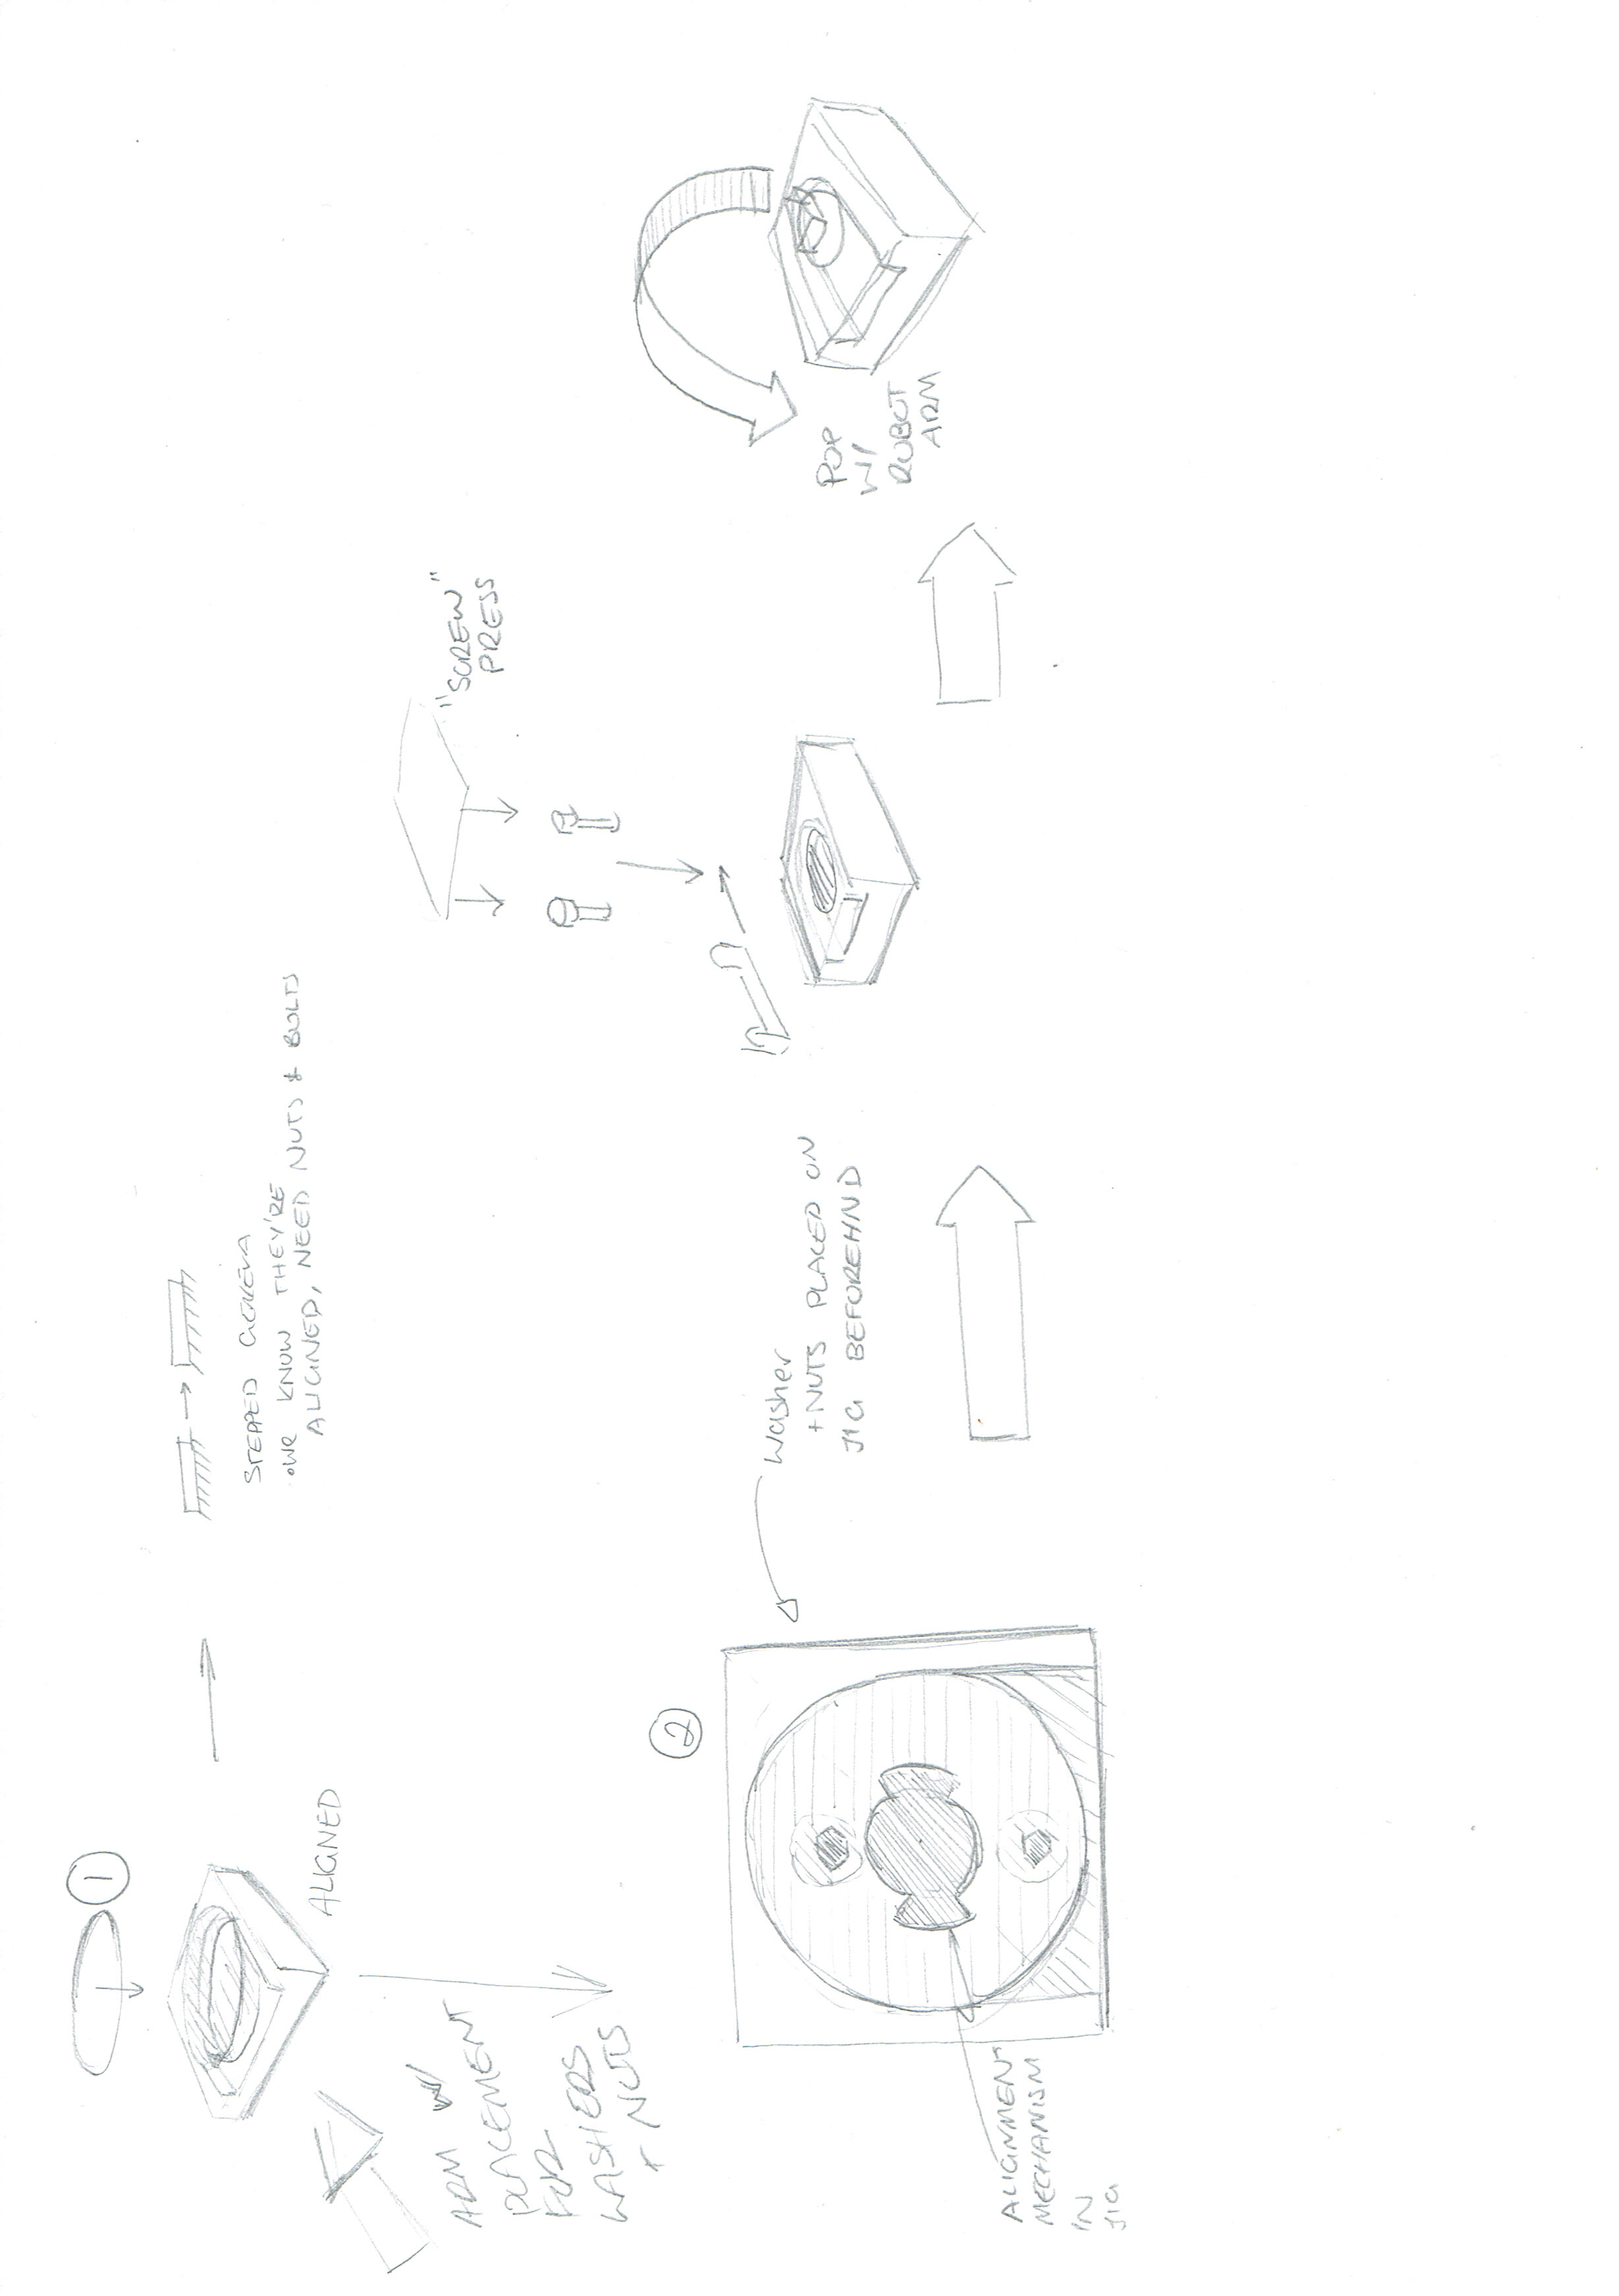 1
ALIGNED
STEPPED GENEVA
•We KNOW THEY'RE
ALIGNED, NEED NUTS & BOLTS
ARM W/
PLACEMENT
FOR
WASHERS
+ NUTS
"SCREW"
PRESS
2
Washer
+NUTS PLACED ON
JIG BEFOREHND
ALIGNMENT
MECHANISM
IN
JIG
POP
W/
ROBOT
ARM